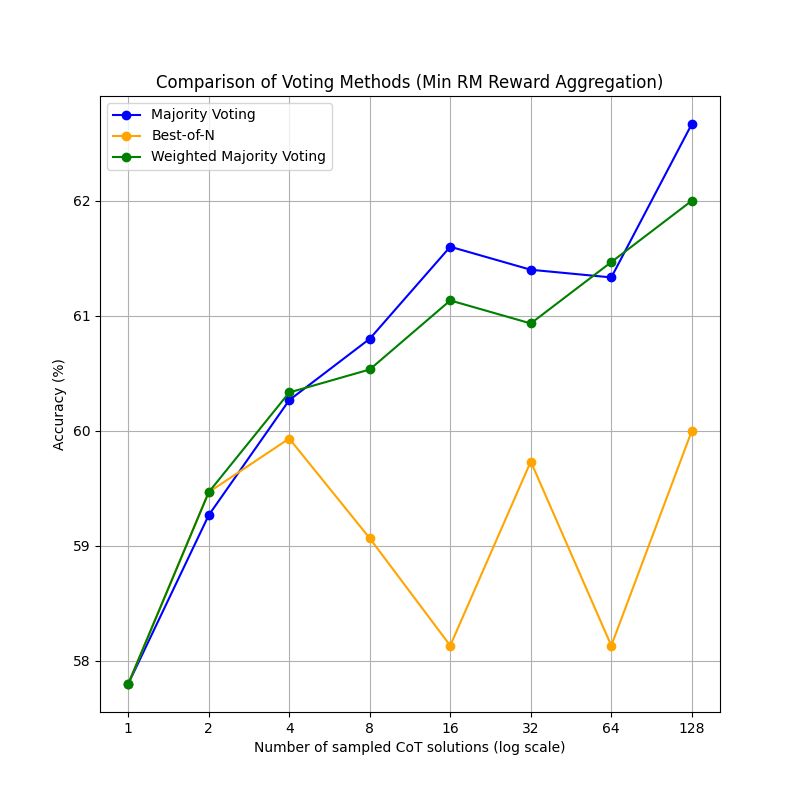 Comparison of Voting Methods (Min RM Reward Aggregation)
Majority Voting
Best-of-N
Weighted Majority Voting
Accuracy (%)
62
61
60
59
58
1 2 4 8 16 32 64 128
Number of sampled CoT solutions (log scale)